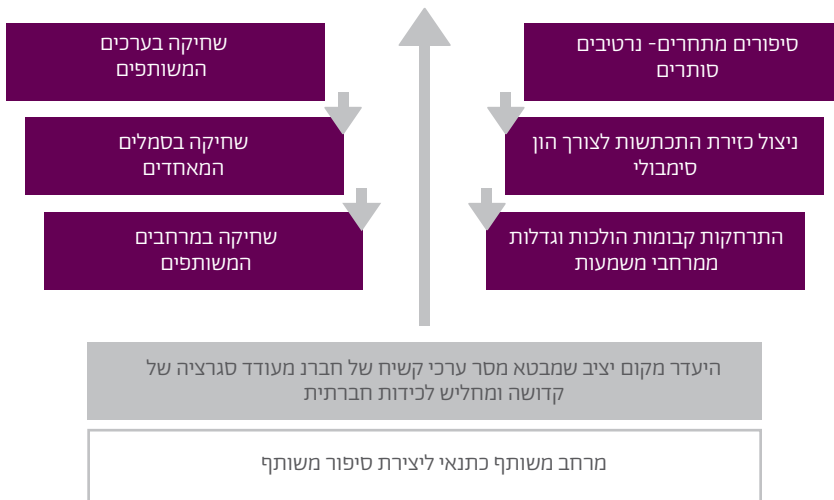 סיפורים מתחרים- נרטיבים
סותרים
ניצול כזירת התכתשות לצורך הון
סימבולי
התרחקות קבומות הולכות וגדלות
ממרחבי משמעות
שחיקה בערכים
המשותפים
שחיקה בסמלים
המאחדים
שחיקה במרחבים
המשותפים
היעדר מקום יציב שמבטא מסר ערכי קשיח של חברנ מעודד סגרציה של
קדושה ומחליש לכידות חברתית
מרחב משותף כתנאי ליצירת סיפור משותף